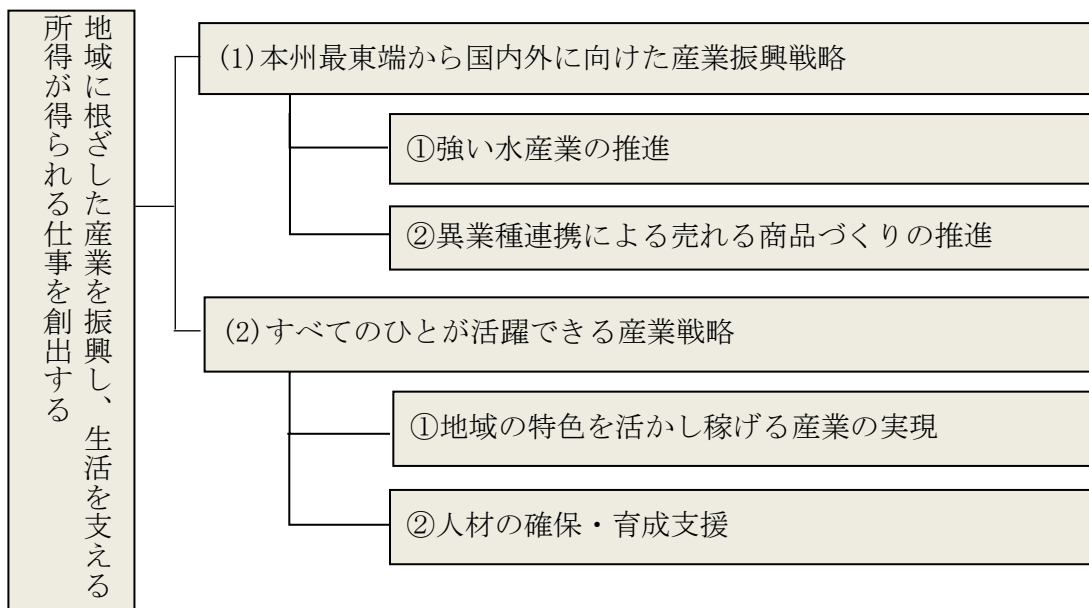 地域に根ざした産業を振興し、生活を支える
所得が得られる仕事を創出する
(1)本州最東端から国内外に向けた産業振興戦略
①強い水産業の推進
②異業種連携による売れる商品づくりの推進
(2)すべてのひとが活躍できる産業戦略
①地域の特色を活かし稼げる産業の実現
②人材の確保・育成支援